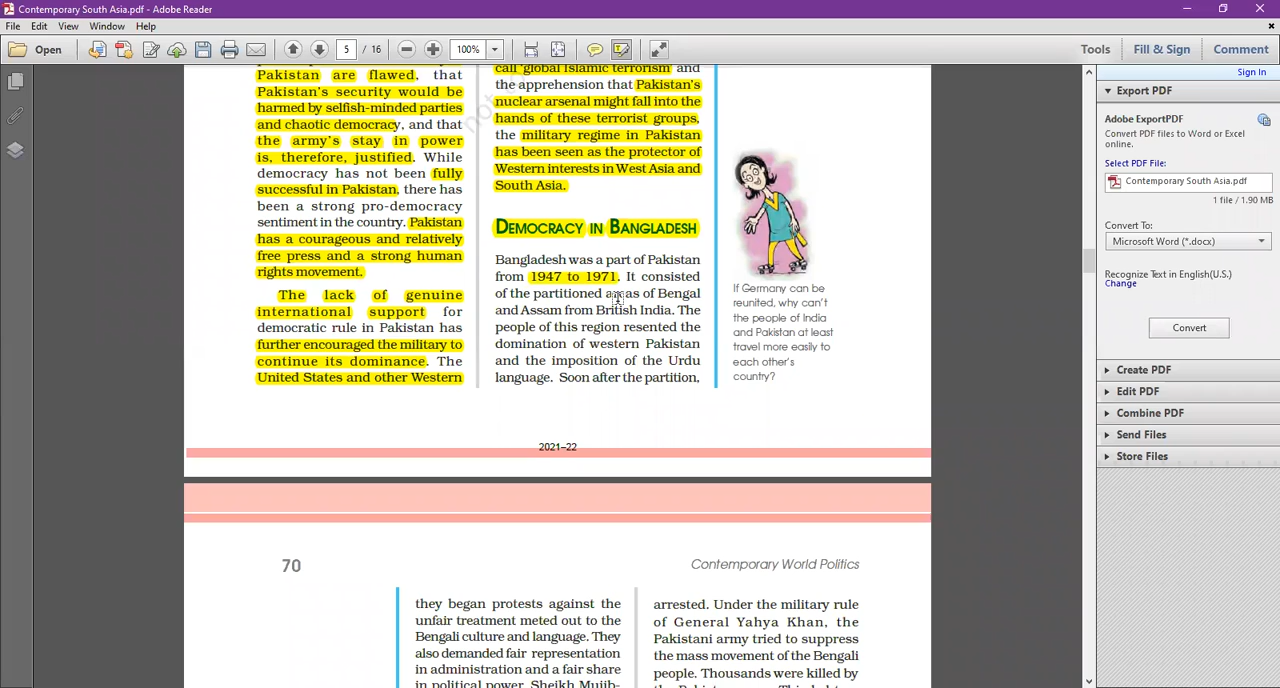 Contemporary South Asia.pdf - Adobe Reader
File Edit View Window Help
Open 5 / 16 100% Tools Fill & Sign Comment
Pakistan are flawed, that
Pakistan's security would be
harmed by selfish-minded parties
and chaotic democracy, and that
the army's stay in power
is, therefore, justified. While
democracy has not been fully
successful in Pakistan, there has
been a strong pro-democracy
sentiment in the country. Pakistan
has a courageous and relatively
free press and a strong human
rights movement.
The lack of genuine
international support for
democratic rule in Pakistan has
further encouraged the military to
continue its dominance. The
United States and other Western
call 'global Islamic terrorism' and
the apprehension that Pakistan's
nuclear arsenal might fall into the
hands of these terrorist groups,
the military regime in Pakistan
has been seen as the protector of
Western interests in West Asia and
South Asia.
DEMOCRACY IN BANGLADESH
Bangladesh was a part of Pakistan
from 1947 to 1971. It consisted
of the partitioned areas of Bengal
and Assam from British India. The
people of this region resented the
domination of western Pakistan
and the imposition of the Urdu
language. Soon after the partition,
If Germany can be
reunited, why can't
the people of India
and Pakistan at least
travel more easily to
each other's
country?
not
2021–22
70
Contemporary World Politics
they began protests against the
unfair treatment meted out to the
Bengali culture and language. They
also demanded fair representation
in administration and a fair share
in political power. Sheikh Mujib-
arrested. Under the military rule
of General Yahya Khan, the
Pakistani army tried to suppress
the mass movement of the Bengali
people. Thousands were killed by
Sign In
Export PDF
Adobe ExportPDF
Convert PDF files to Word or Excel
online.
Select PDF File:
Contemporary South Asia.pdf
1 file / 1.90 MB
Convert To:
Microsoft Word (*.docx)
Recognize Text in English(U.S.)
Change
Convert
Create PDF
Edit PDF
Combine PDF
Send Files
Store Files